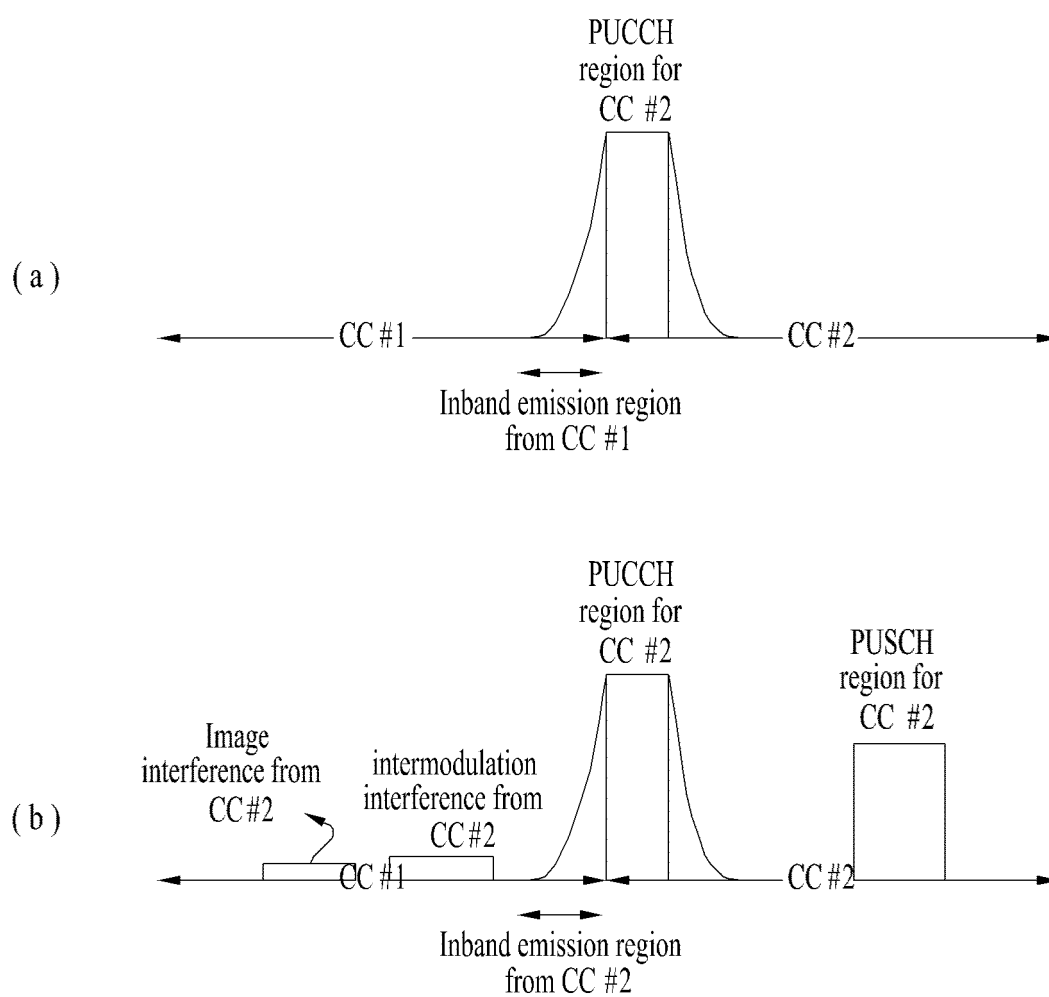 PUCCH
region for
CC #2
( a )
CC #1
CC #2
Inband emission region
from CC #1
PUCCH
region for
CC #2
PUSCH
region for
CC #2
Image
interference from
CC #2
intermodulation
interference from
CC #2
( b )
CC #1
CC #2
Inband emission region
from CC #2